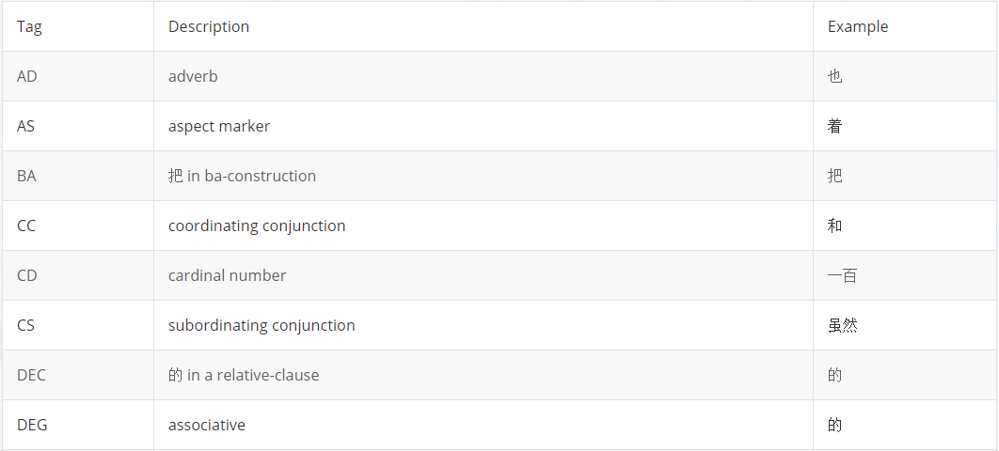 Tag Description Example
AD adverb 也
AS aspect marker 着
BA 把 in ba-construction 把
CC coordinating conjunction 和
CD cardinal number 一百
CS subordinating conjunction 虽然
DEC 的 in a relative-clause 的
DEG associative 的